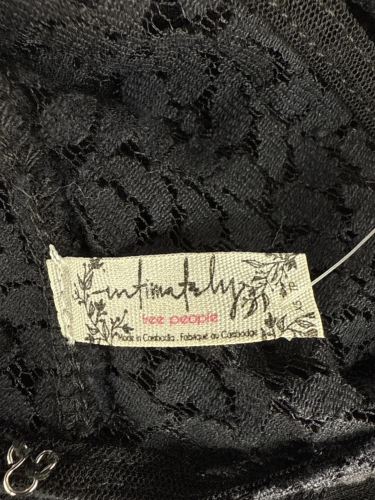 intimately
free people
Made in Cambodia . Fabriqué au Cambodge